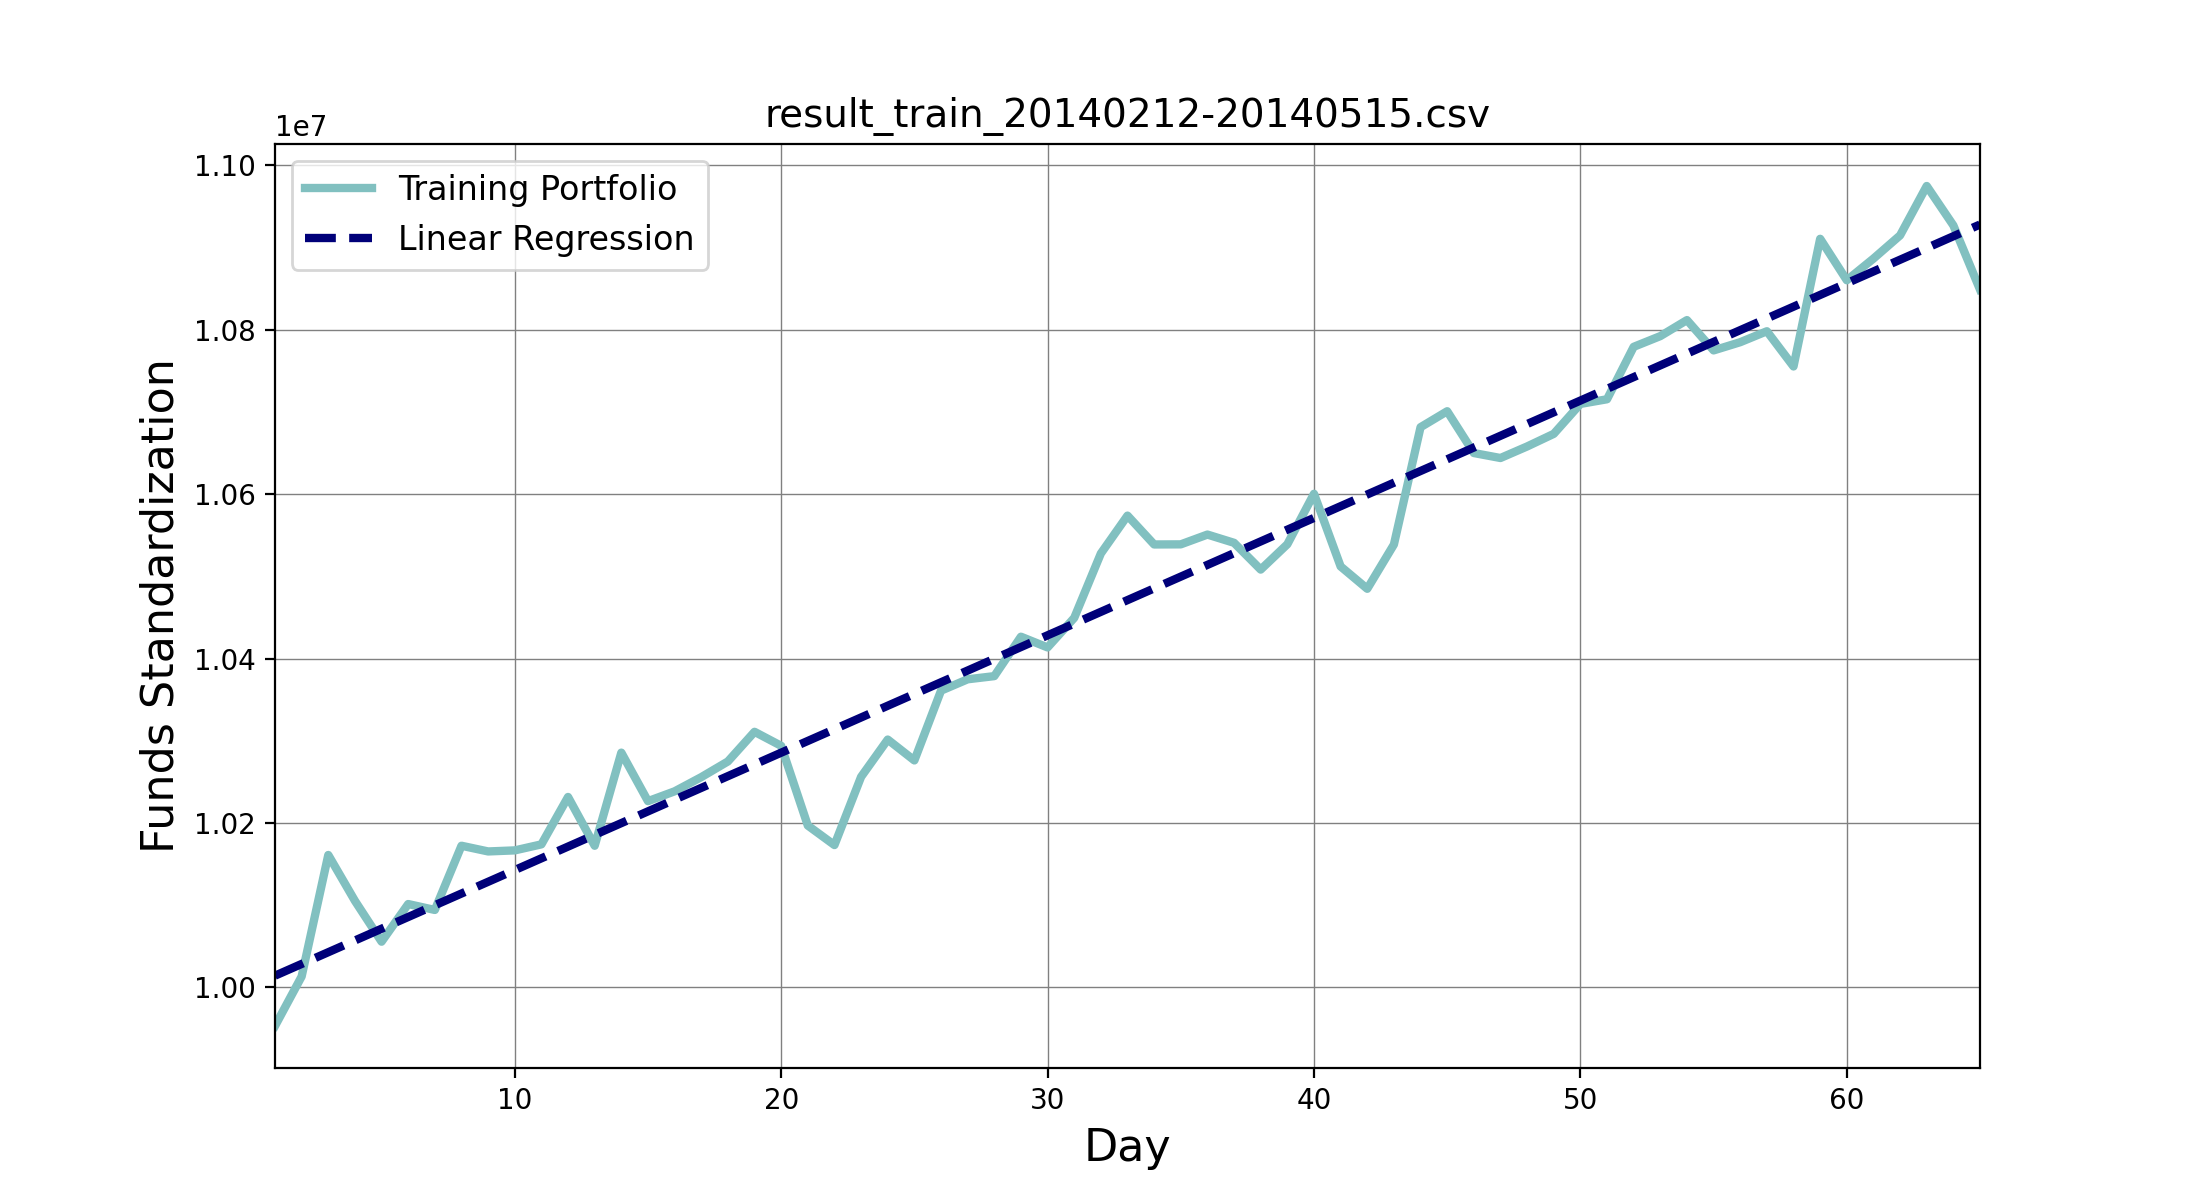 result_train_20140212-20140515.csv
1e7
Training Portfolio
Linear Regression
1.10
1.08
1.06
1.04
1.02
1.00
Funds Standardization
10 20 30 40 50 60
Day